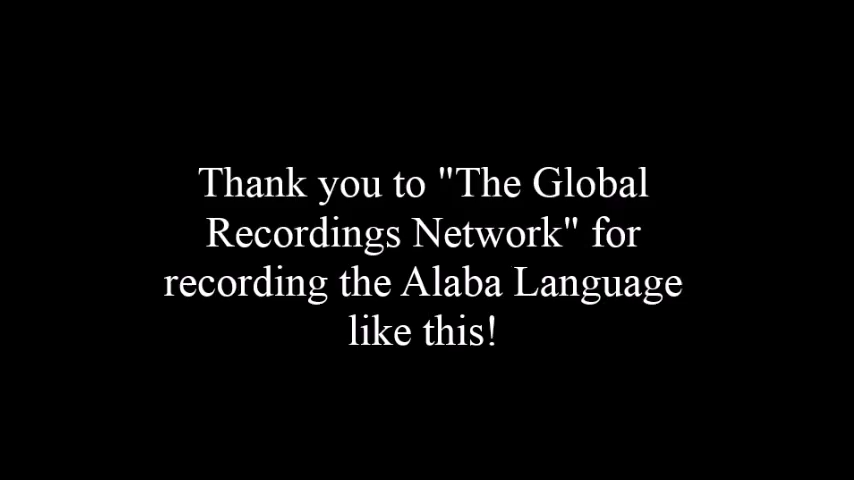 Thank you to "The Global
Recordings Network" for
recording the Alaba Language
like this!